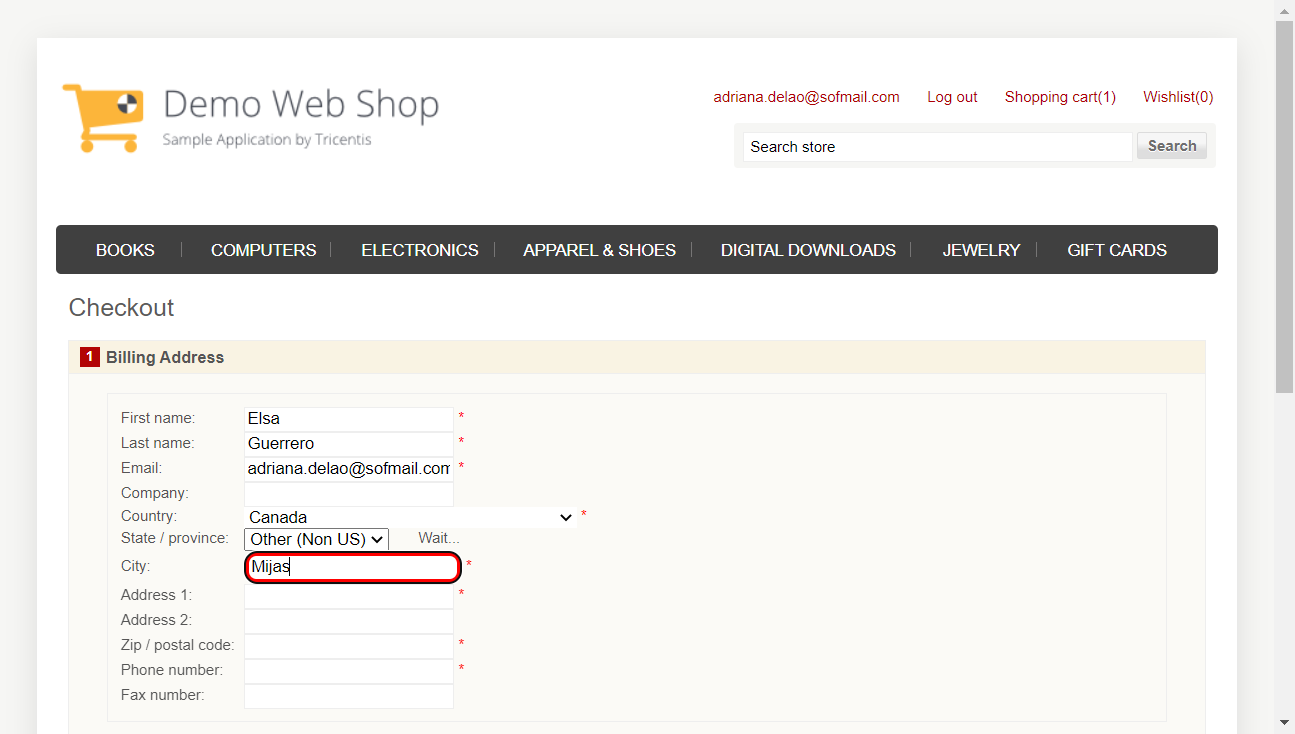 Demo Web Shop
Sample Application by Tricentis
adriana.delao@sofmail.com Log out Shopping cart(1) Wishlist(0)
Search store Search
BOOKS COMPUTERS ELECTRONICS APPAREL & SHOES DIGITAL DOWNLOADS JEWELRY GIFT CARDS
Checkout
1 Billing Address
First name: Elsa *
Last name: Guerrero *
Email: adriana.delao@sofmail.com *
Company:
Country: Canada *
State / province: Other (Non US) Wait...
City: Mijas *
Address 1: *
Address 2:
Zip / postal code: *
Phone number: *
Fax number: